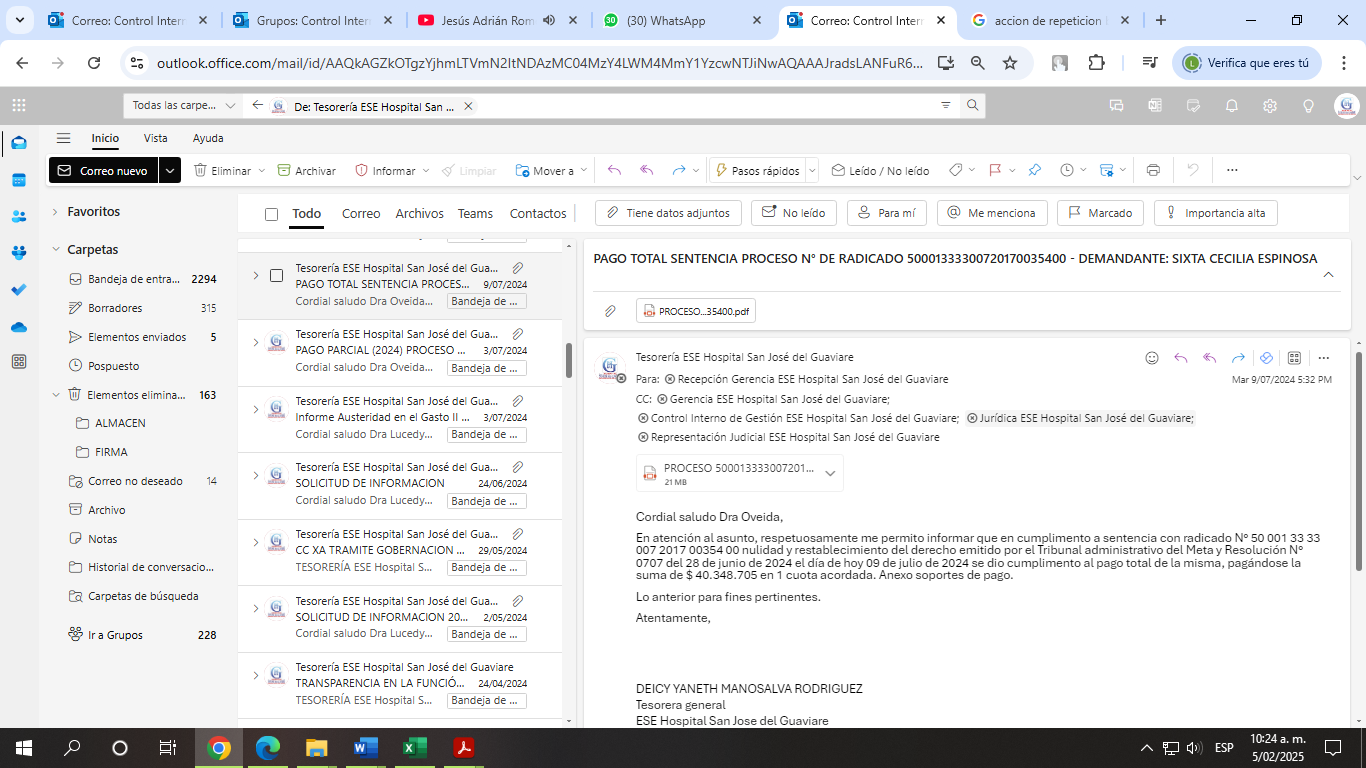 Correo: Control Inter
Grupos: Control Inter
Jesús Adrián Rom
(30) WhatsApp
Correo: Control Inter
accion de repeticion
outlook.office.com/mail/id/AAQkAGZkOTgzYjhmLTVmN2ItNDAzMC04MzY4LWM4MmY1YzcwNTJiNwAQAAAJradsLANFuR6...
Verifica que eres tú
Todas las carpe...
De: Tesorería ESE Hospital San ...
Inicio
Vista
Ayuda
Correo nuevo
Eliminar
Archivar
Informar
Limpiar
Mover a
Pasos rápidos
Leído / No leído
Favoritos
Carpetas
Bandeja de entra... 2294
Borradores 315
Elementos enviados 5
Pospuesto
Elementos elimina... 163
ALMACEN
FIRMA
Correo no deseado 14
Archivo
Notas
Historial de conversacio...
Carpetas de búsqueda
Ir a Grupos 228
Todo
Correo
Archivos
Teams
Contactos
Tiene datos adjuntos
No leído
Para mí
Me menciona
Marcado
Importancia alta
Tesorería ESE Hospital San José del Gua...
PAGO TOTAL SENTENCIA PROCES... 9/07/2024
Cordial saludo Dra Oveida... Bandeja de ...
Tesorería ESE Hospital San José del Gua...
PAGO PARCIAL (2024) PROCESO ... 3/07/2024
Cordial saludo Dra Oveida... Bandeja de ...
Tesorería ESE Hospital San José del Gua...
Informe Austeridad en el Gasto II ... 3/07/2024
Cordial saludo Dra Lucedy... Bandeja de ...
Tesorería ESE Hospital San José del Gua...
SOLICITUD DE INFORMACION 24/06/2024
Cordial saludo Dra Lucedy... Bandeja de ...
Tesorería ESE Hospital San José del Gua...
CC XA TRAMITE GOBERNACION ... 29/05/2024
TESORERÍA ESE Hospital S... Bandeja de ...
Tesorería ESE Hospital San José del Gua...
SOLICITUD DE INFORMACION 20... 2/05/2024
Cordial saludo Dra Lucedy... Bandeja de ...
Tesorería ESE Hospital San José del Guaviare
TRANSPARENCIA EN LA FUNCIÓ... 24/04/2024
TESORERÍA ESE Hospital S... Bandeja de ...
PAGO TOTAL SENTENCIA PROCESO Nº DE RADICADO 50001333300720170035400 - DEMANDANTE: SIXTA CECILIA ESPINOSA
PROCESO...35400.pdf
Tesorería ESE Hospital San José del Guaviare
Para: Recepción Gerencia ESE Hospital San José del Guaviare
Mar 9/07/2024 5:32 PM
CC: Gerencia ESE Hospital San José del Guaviare;
Control Interno de Gestión ESE Hospital San José del Guaviare; Jurídica ESE Hospital San José del Guaviare;
Representación Judicial ESE Hospital San José del Guaviare
PROCESO 500013333007201...
21 MB
Cordial saludo Dra Oveida,
En atención al asunto, respetuosamente me permito informar que en cumplimento a sentencia con radicado Nº 50 001 33 33
007 2017 00354 00 nulidad y restablecimiento del derecho emitido por el Tribunal administrativo del Meta y Resolución Nº
0707 del 28 de junio de 2024 el día de hoy 09 de julio de 2024 se dio cumplimento al pago total de la misma, pagándose la
suma de $ 40.348.705 en 1 cuota acordada. Anexo soportes de pago.
Lo anterior para fines pertinentes.
Atentamente,
DEICY YANETH MANOSALVA RODRIGUEZ
Tesorera general
ESE Hospital San Jose del Guaviare
ESP
10:24 a. m.
5/02/2025